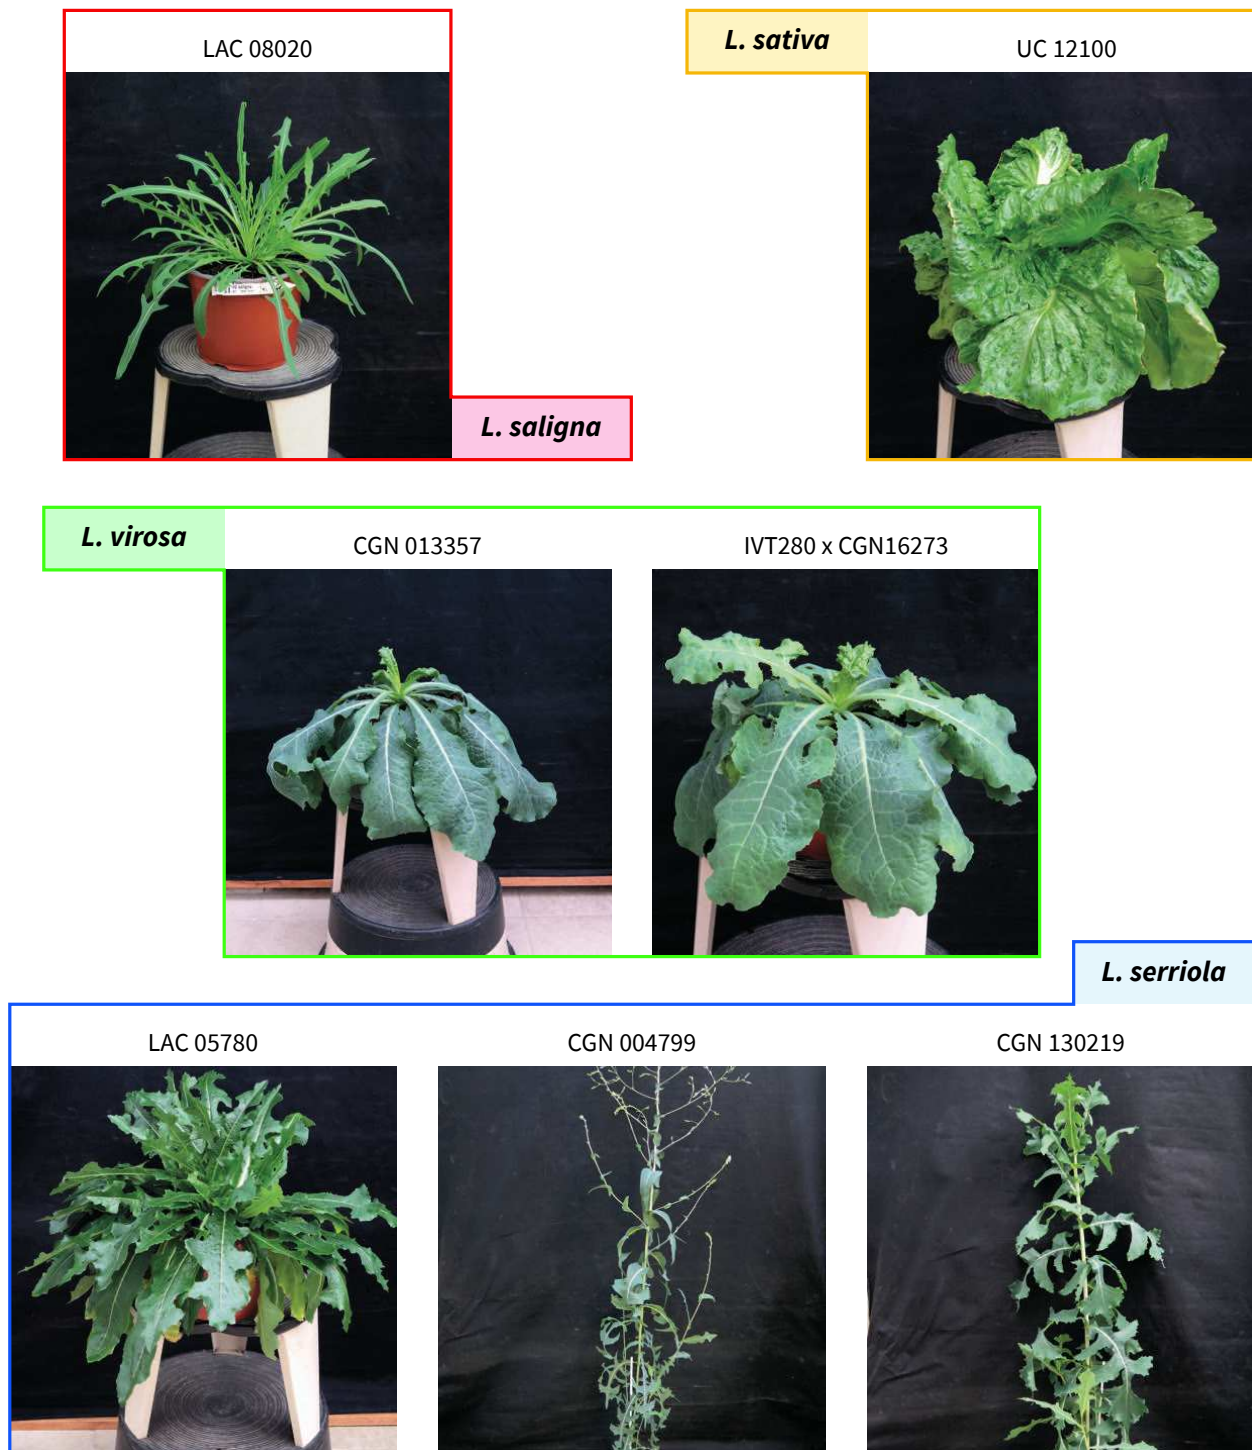 LAC 08020
L. sativa
UC 12100
L. saligna
L. virosa
CGN 013357
IVT280 x CGN16273
L. serriola
LAC 05780
CGN 004799
CGN 130219